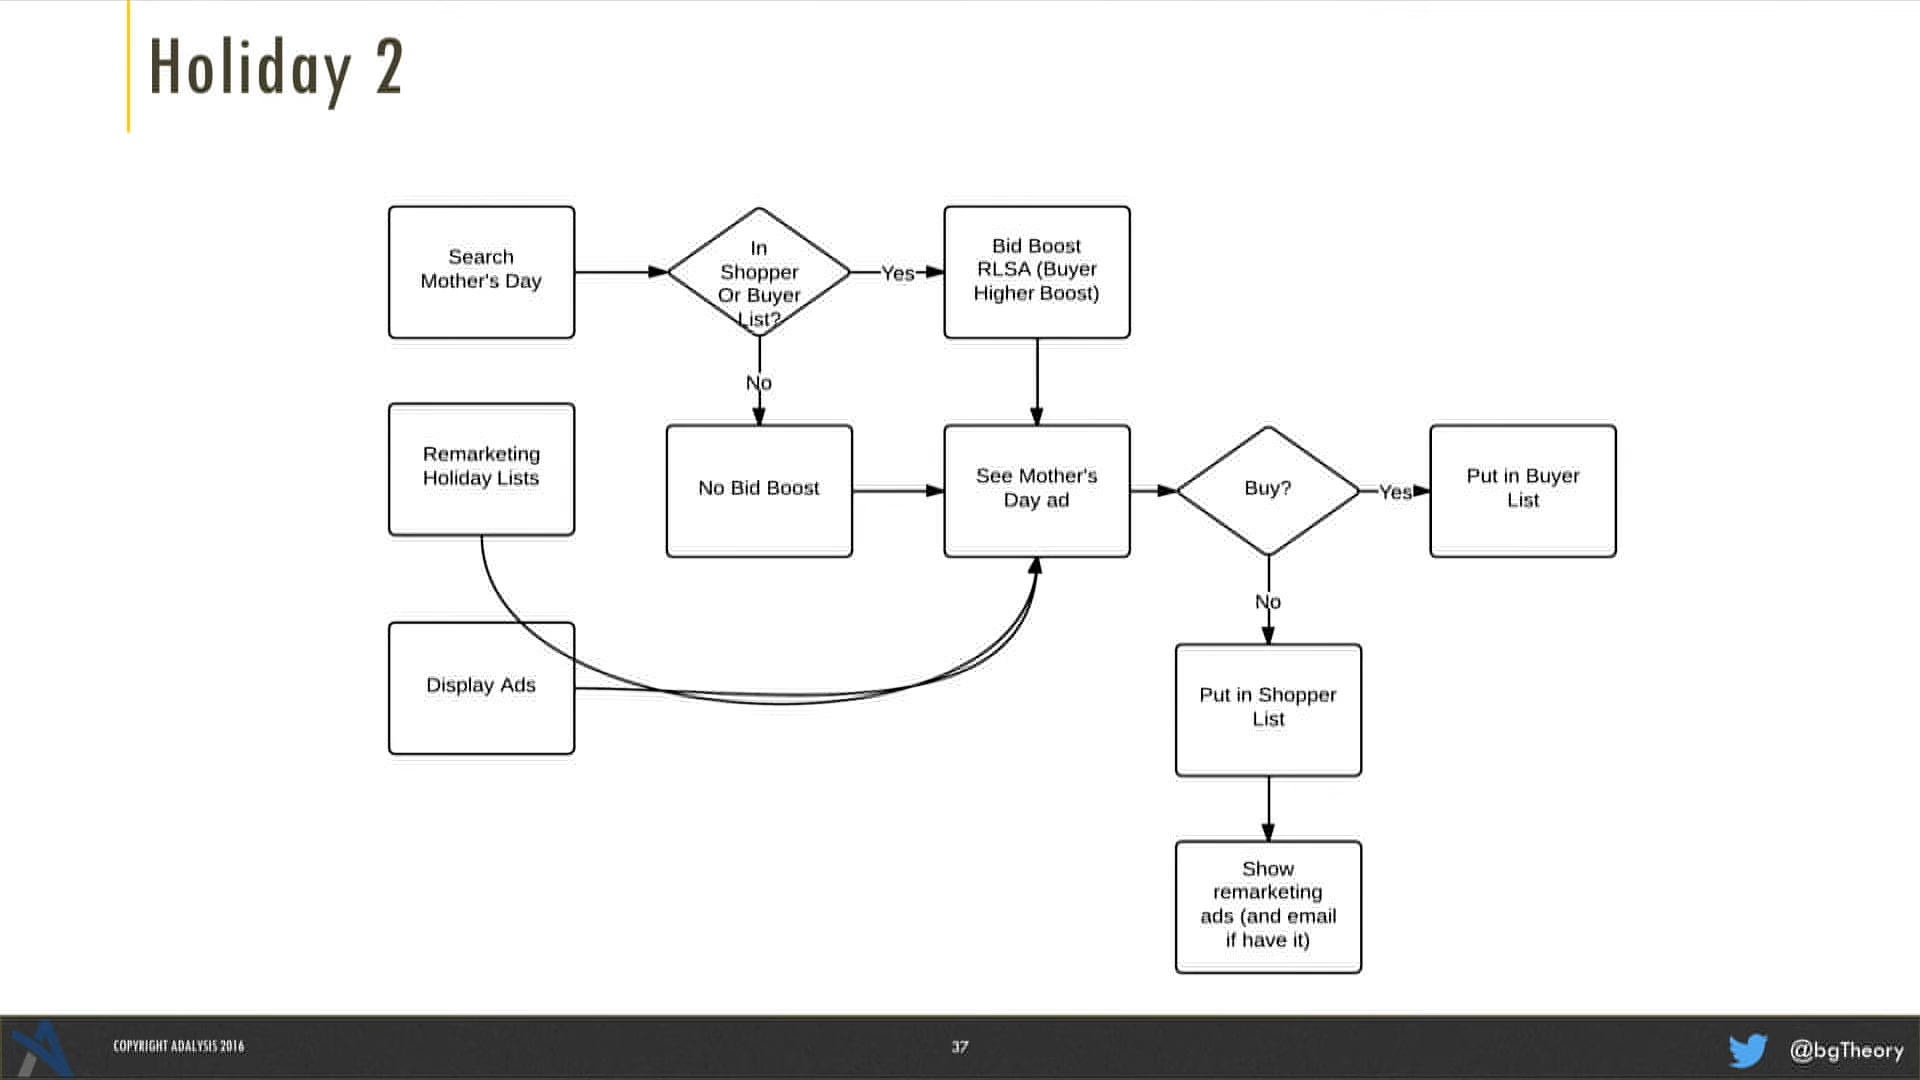 Holiday 2
Search
Mother's Day
In
Shopper
Or Buyer
List?
Yes
Bid Boost
RLSA (Buyer
Higher Boost)
No
Remarketing
Holiday Lists
No Bid Boost
See Mother's
Day ad
Buy?
Yes
Put in Buyer
List
No
Display Ads
Put in Shopper
List
Show
remarketing
ads (and email
if have it)
COPYRIGHT ADALYSIS 2016
37
@bgTheory